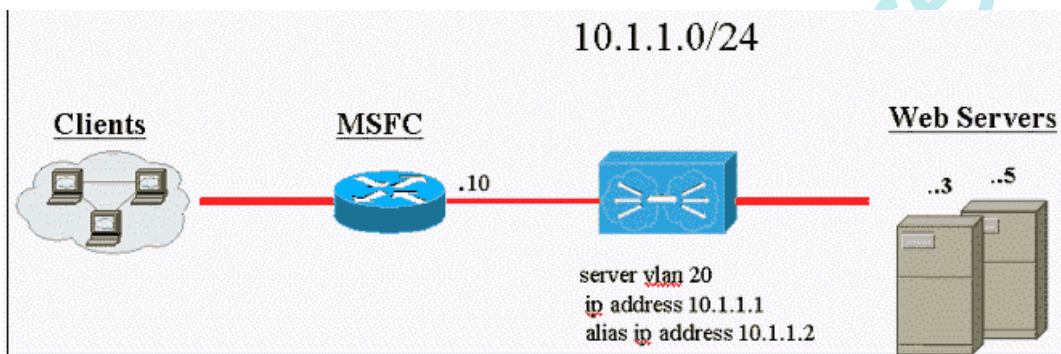 10.1.1.0/24
Clients
MSFC
Web Servers
.10
..3
..5
server vlan 20
ip address 10.1.1.1
alias ip address 10.1.1.2